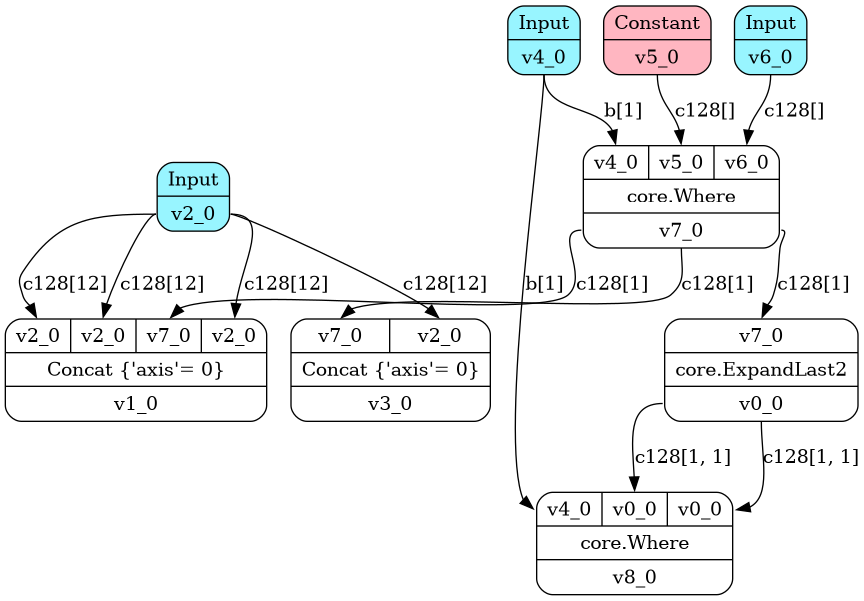 Input
v4_0
Constant
v5_0
Input
v6_0
b[1]
c128[]
c128[]
v4_0 v5_0 v6_0
core.Where
v7_0
Input
v2_0
c128[12]
c128[12]
c128[12]
c128[12]
b[1]
c128[1]
c128[1]
c128[1]
v2_0 v2_0 v7_0 v2_0
Concat {'axis'= 0}
v1_0
v7_0 v2_0
Concat {'axis'= 0}
v3_0
v7_0
core.ExpandLast2
v0_0
c128[1, 1]
c128[1, 1]
v4_0 v0_0 v0_0
core.Where
v8_0